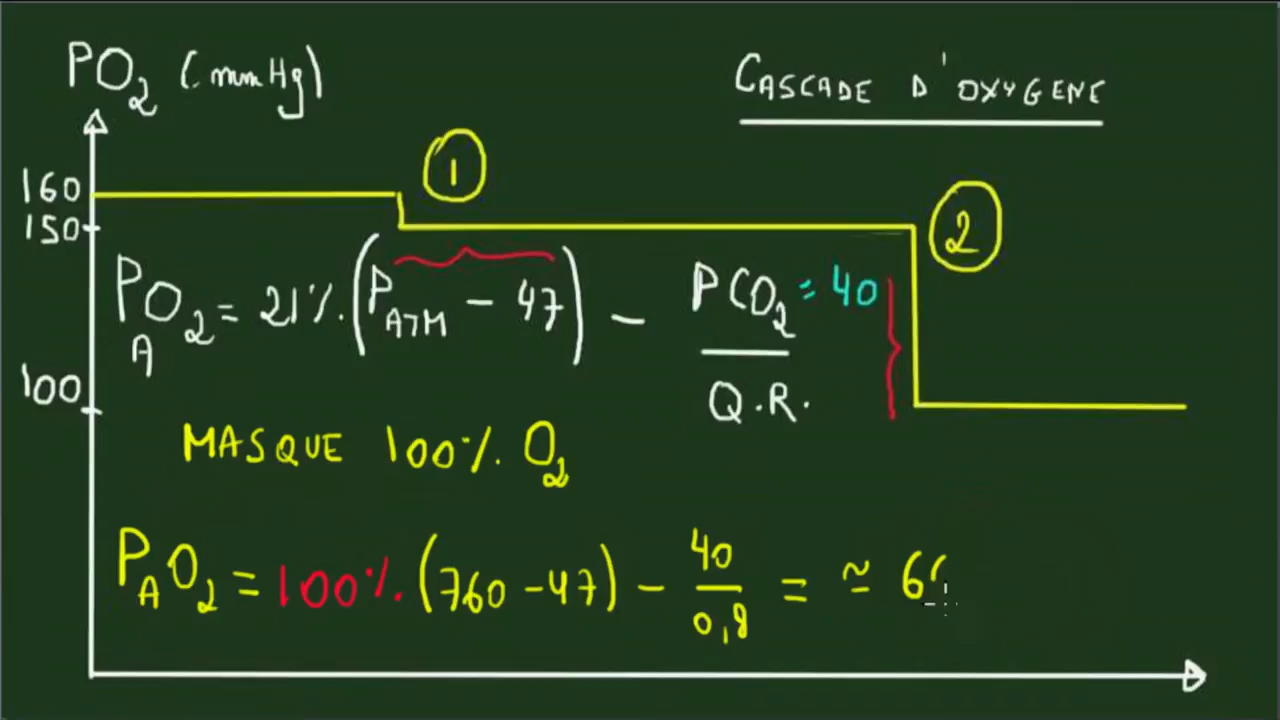 PO₂ (mmHg)
CASCADE D'OXYGENE
160
1
150
2
PAO₂ = 21%. (PATM - 47) - PCO₂ = 40 / Q.R.
100
MASQUE 100%. O₂
PAO₂ = 100%. (760 - 47) - 40 / 0,8 = ≃ 6